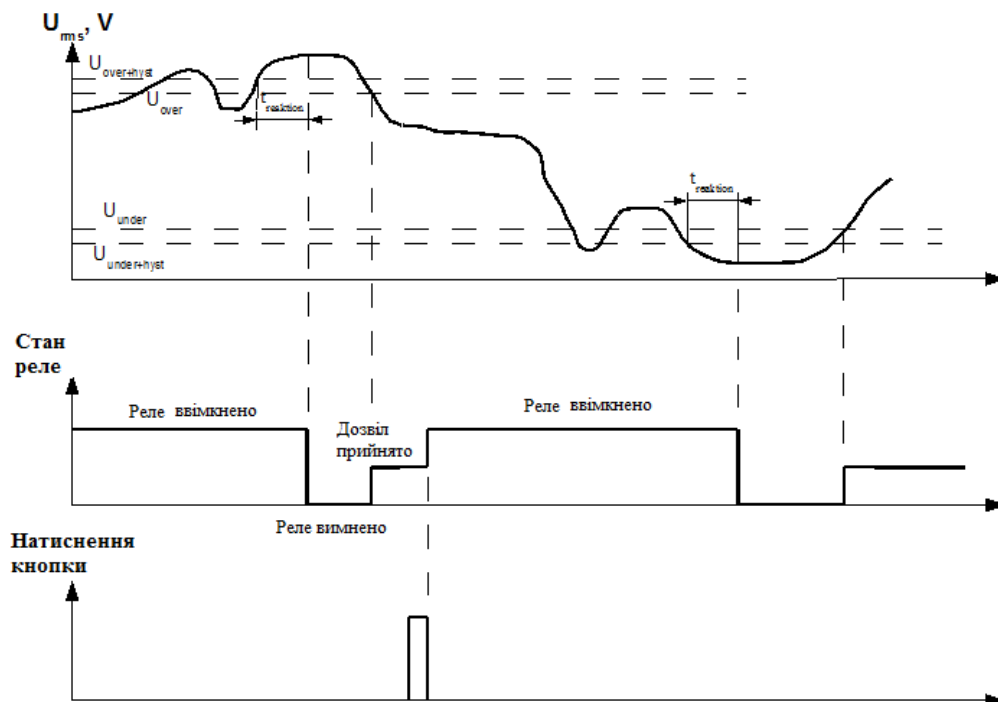 U rms, V
U over+hyst
U over
t reaktion
t reaktion
U under
U under+hyst
Стан
реле
Реле ввімкнено
Реле ввімкнено
Дозвіл
прийнято
Реле вимнено
Натиснення
кнопки